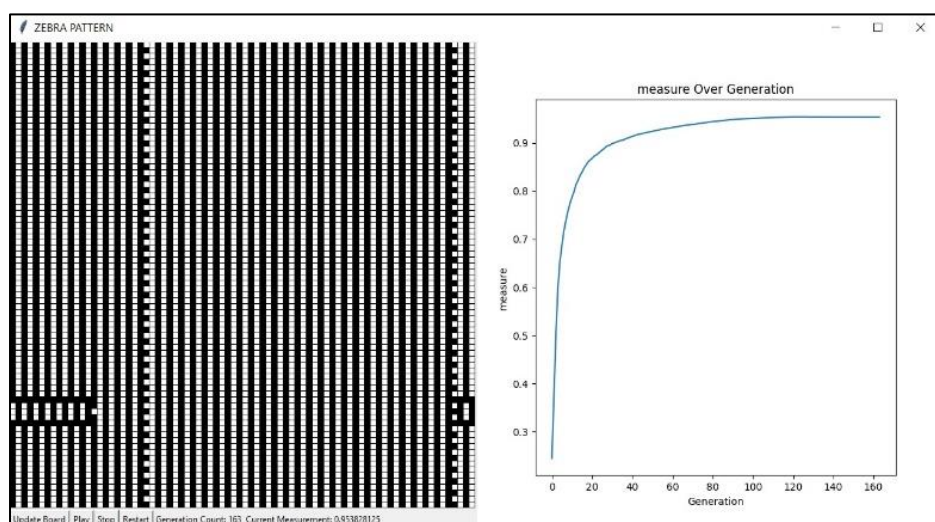 ZEBRA PATTERN
measure Over Generation
0.9
0.8
0.7
0.6
0.5
0.4
0.3
measure
0 20 40 60 80 100 120 140 160
Generation
Update Board Play Stop Restart Generation Count: 163, Current Measurement: 0.953828125